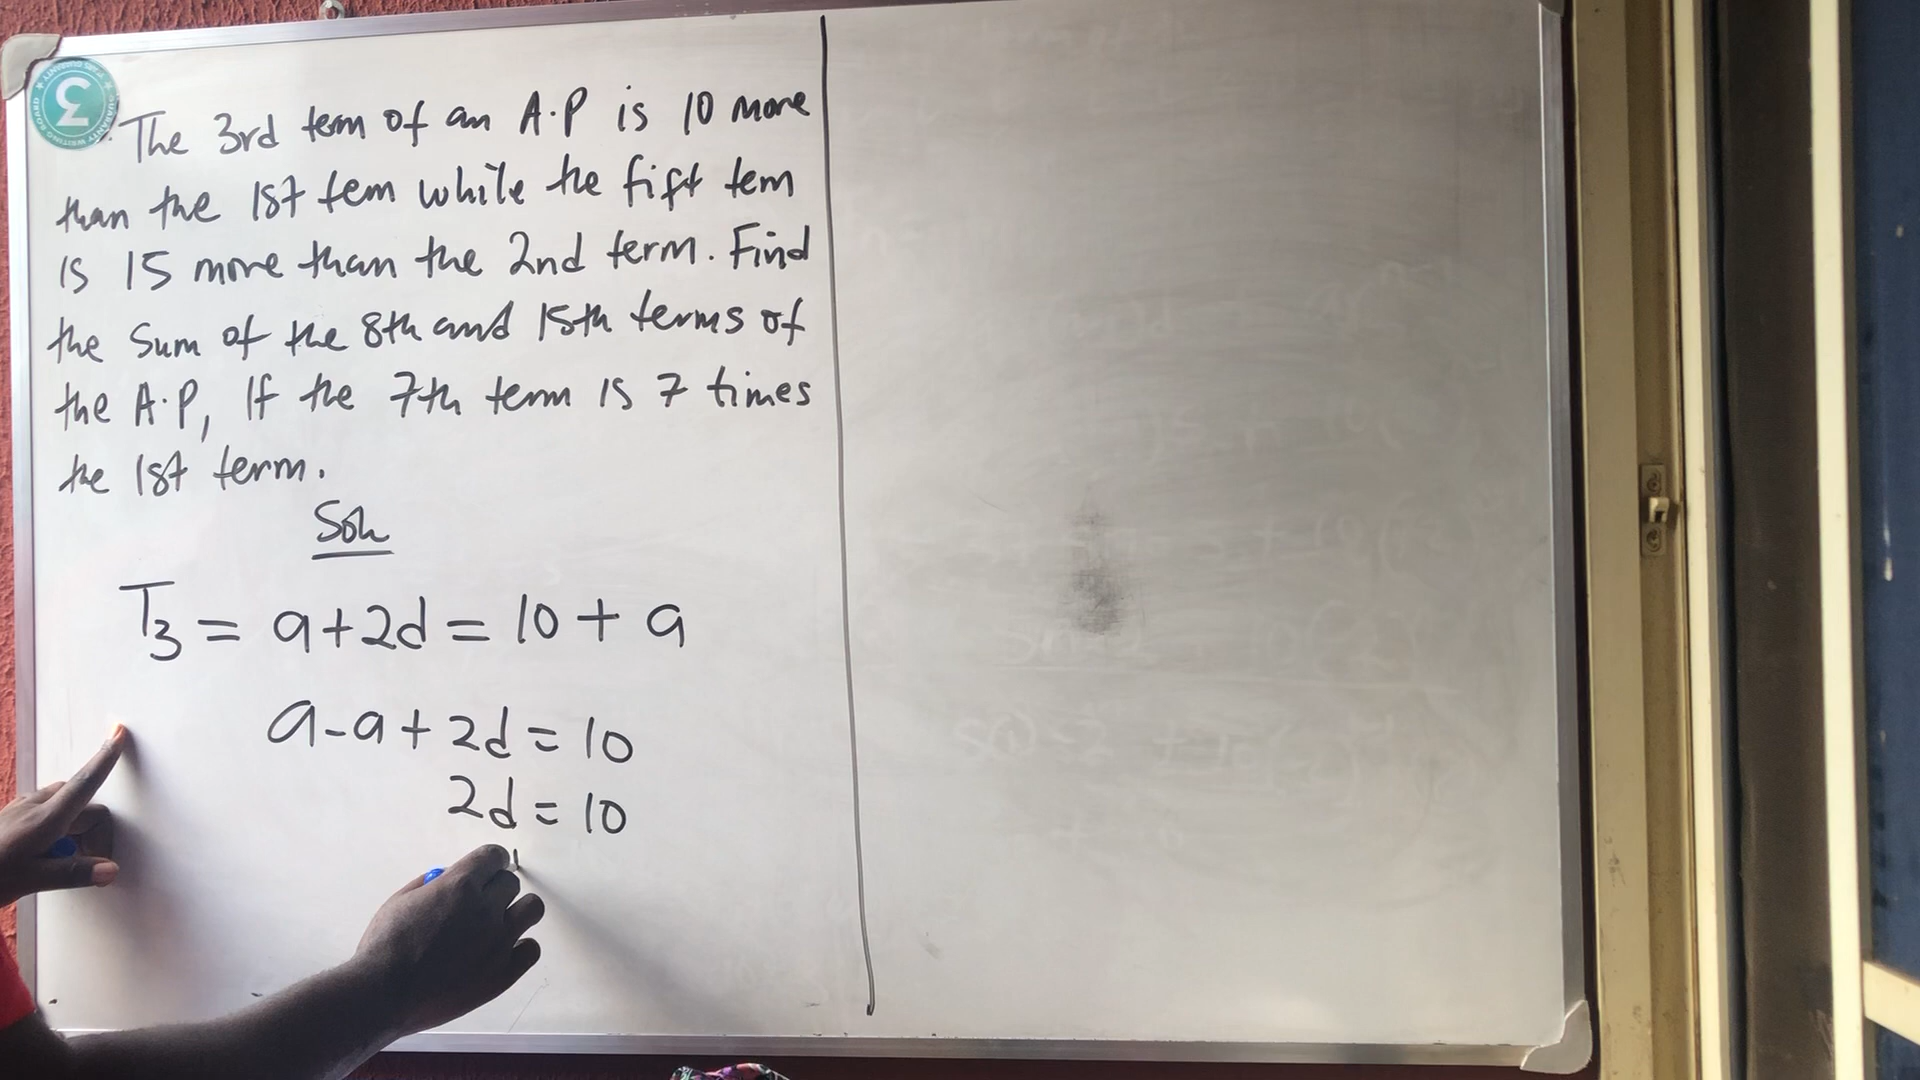 The 3rd term of an A.P is 10 more
than the 1st tem while the fift tem
is 15 more than the 2nd term. Find
the Sum of the 8th and 15th terms of
the A.P, If the 7th term is 7 times
the 1st term.
Soln
T3 = a+2d = 10 + a
a-a + 2d = 10
2d = 10